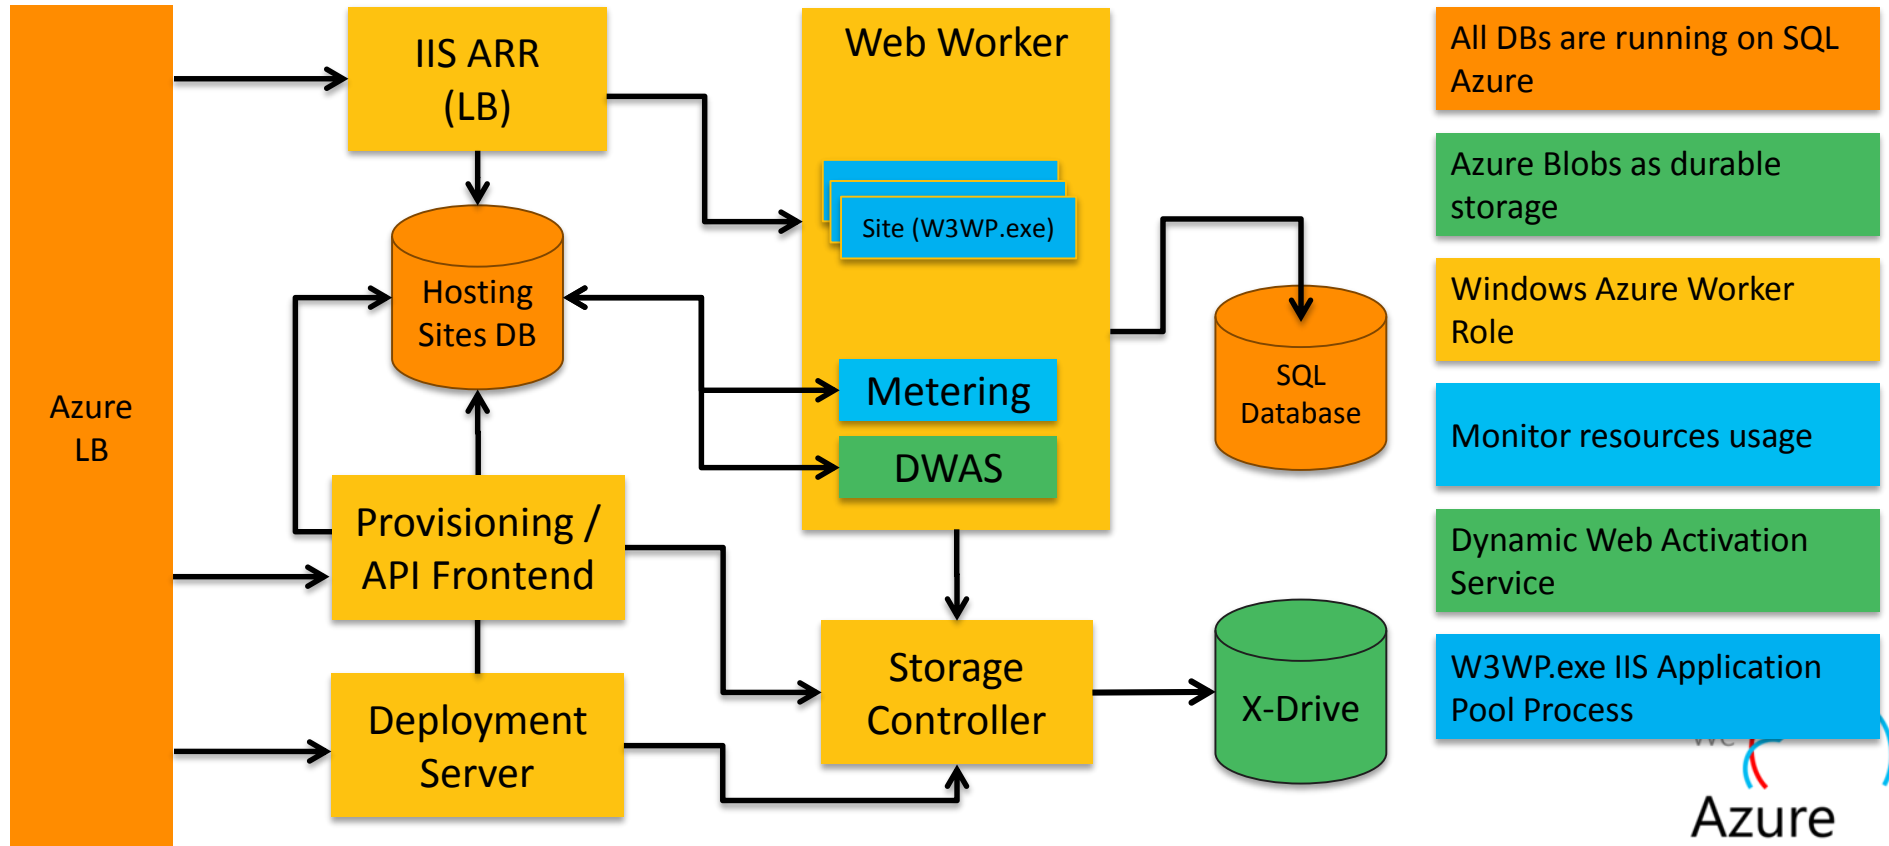 Azure
LB
IIS ARR
(LB)
Hosting
Sites DB
Provisioning /
API Frontend
Deployment
Server
Web Worker
Site (W3WP.exe)
Metering
DWAS
Storage
Controller
SQL
Database
X-Drive
All DBs are running on SQL
Azure
Azure Blobs as durable
storage
Windows Azure Worker
Role
Monitor resources usage
Dynamic Web Activation
Service
W3WP.exe IIS Application
Pool Process
Azure